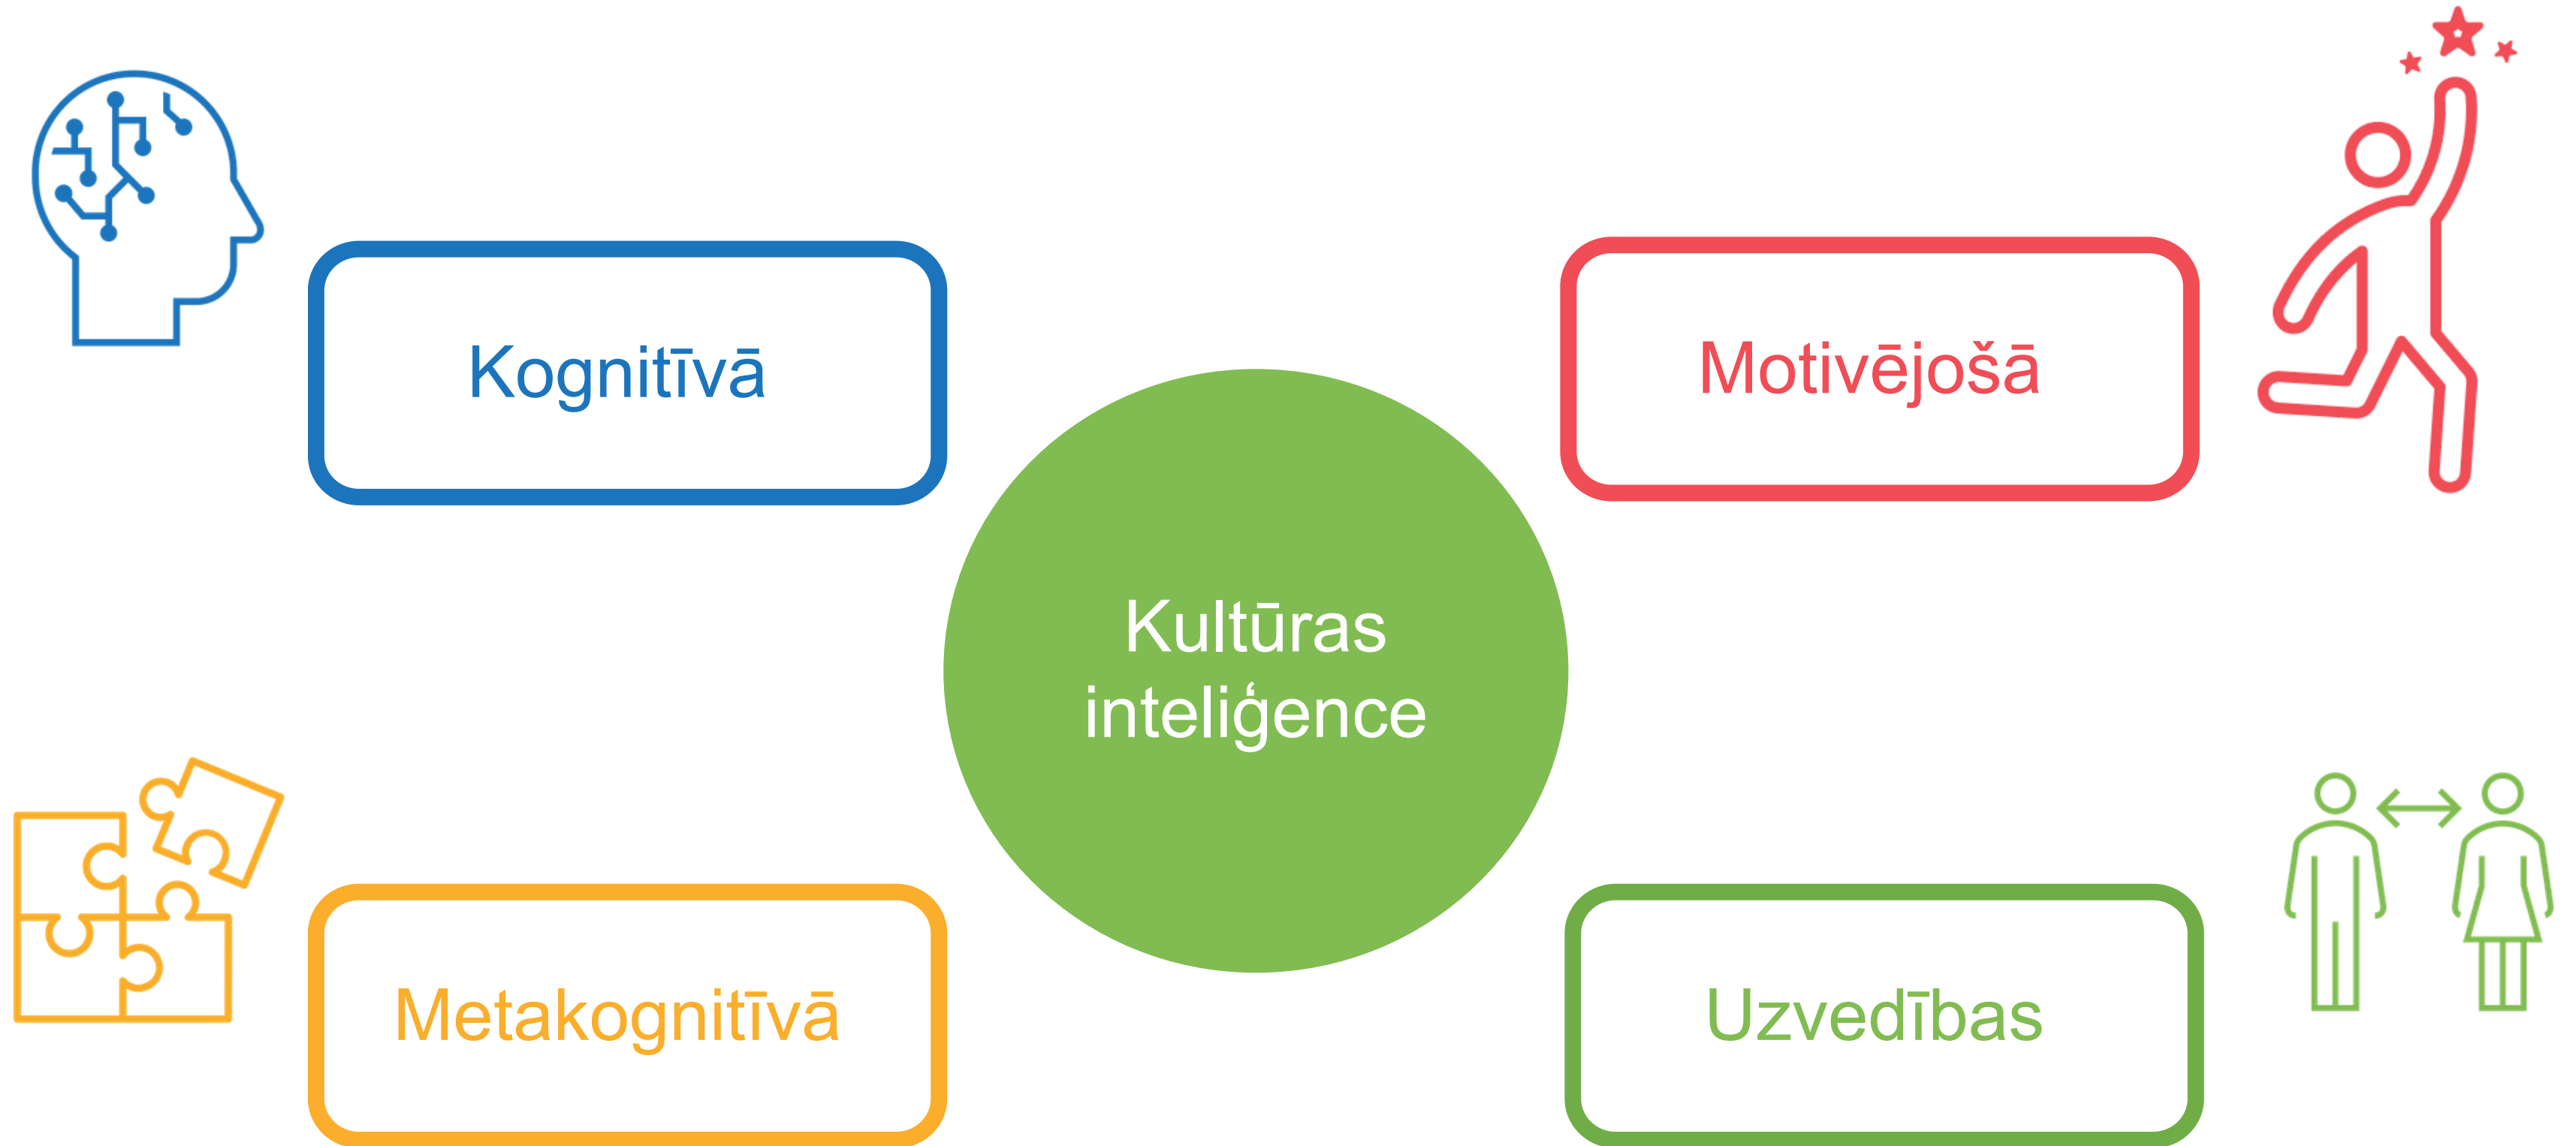 Kognitīvā
Motivējošā
Kultūras
inteliģence
Metakognitīvā
Uzvedības